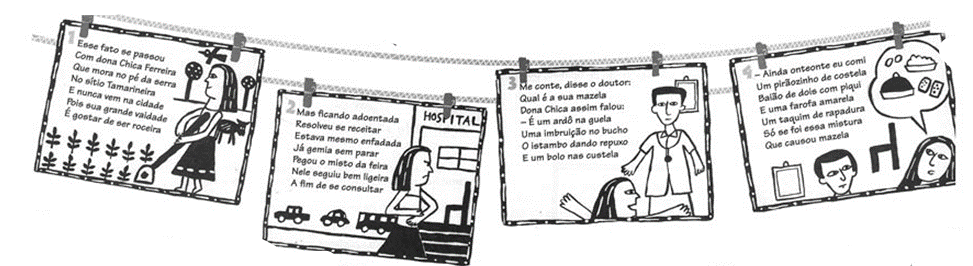 1
Esse fato se passou
Com dona Chica Ferreira
Que mora no pé da serra
No sítio Tamarineira
E nunca vem na cidade
Pois sua grande vaidade
É gostar de ser roceira
2
Mas ficando adoentada
Resolveu se receitar
Estava mesmo enfadada
Já gemia sem parar
Pegou o misto da feira
Nele seguiu bem ligeira
A fim de se consultar
HOSPITAL
3
Me conte, disse o doutor:
Qual é a sua mazela
Dona Chica assim falou:
– É um ardô na guela
Uma imbruição no bucho
O istambo dando repuxo
E um bolo nas custela
4
– Ainda onteonte eu comi
Um pirãozinho de costela
Baião de dois com piqui
E uma farofa amarela
Um taquim de rapadura
Só se foi essa mistura
Que causou mazela